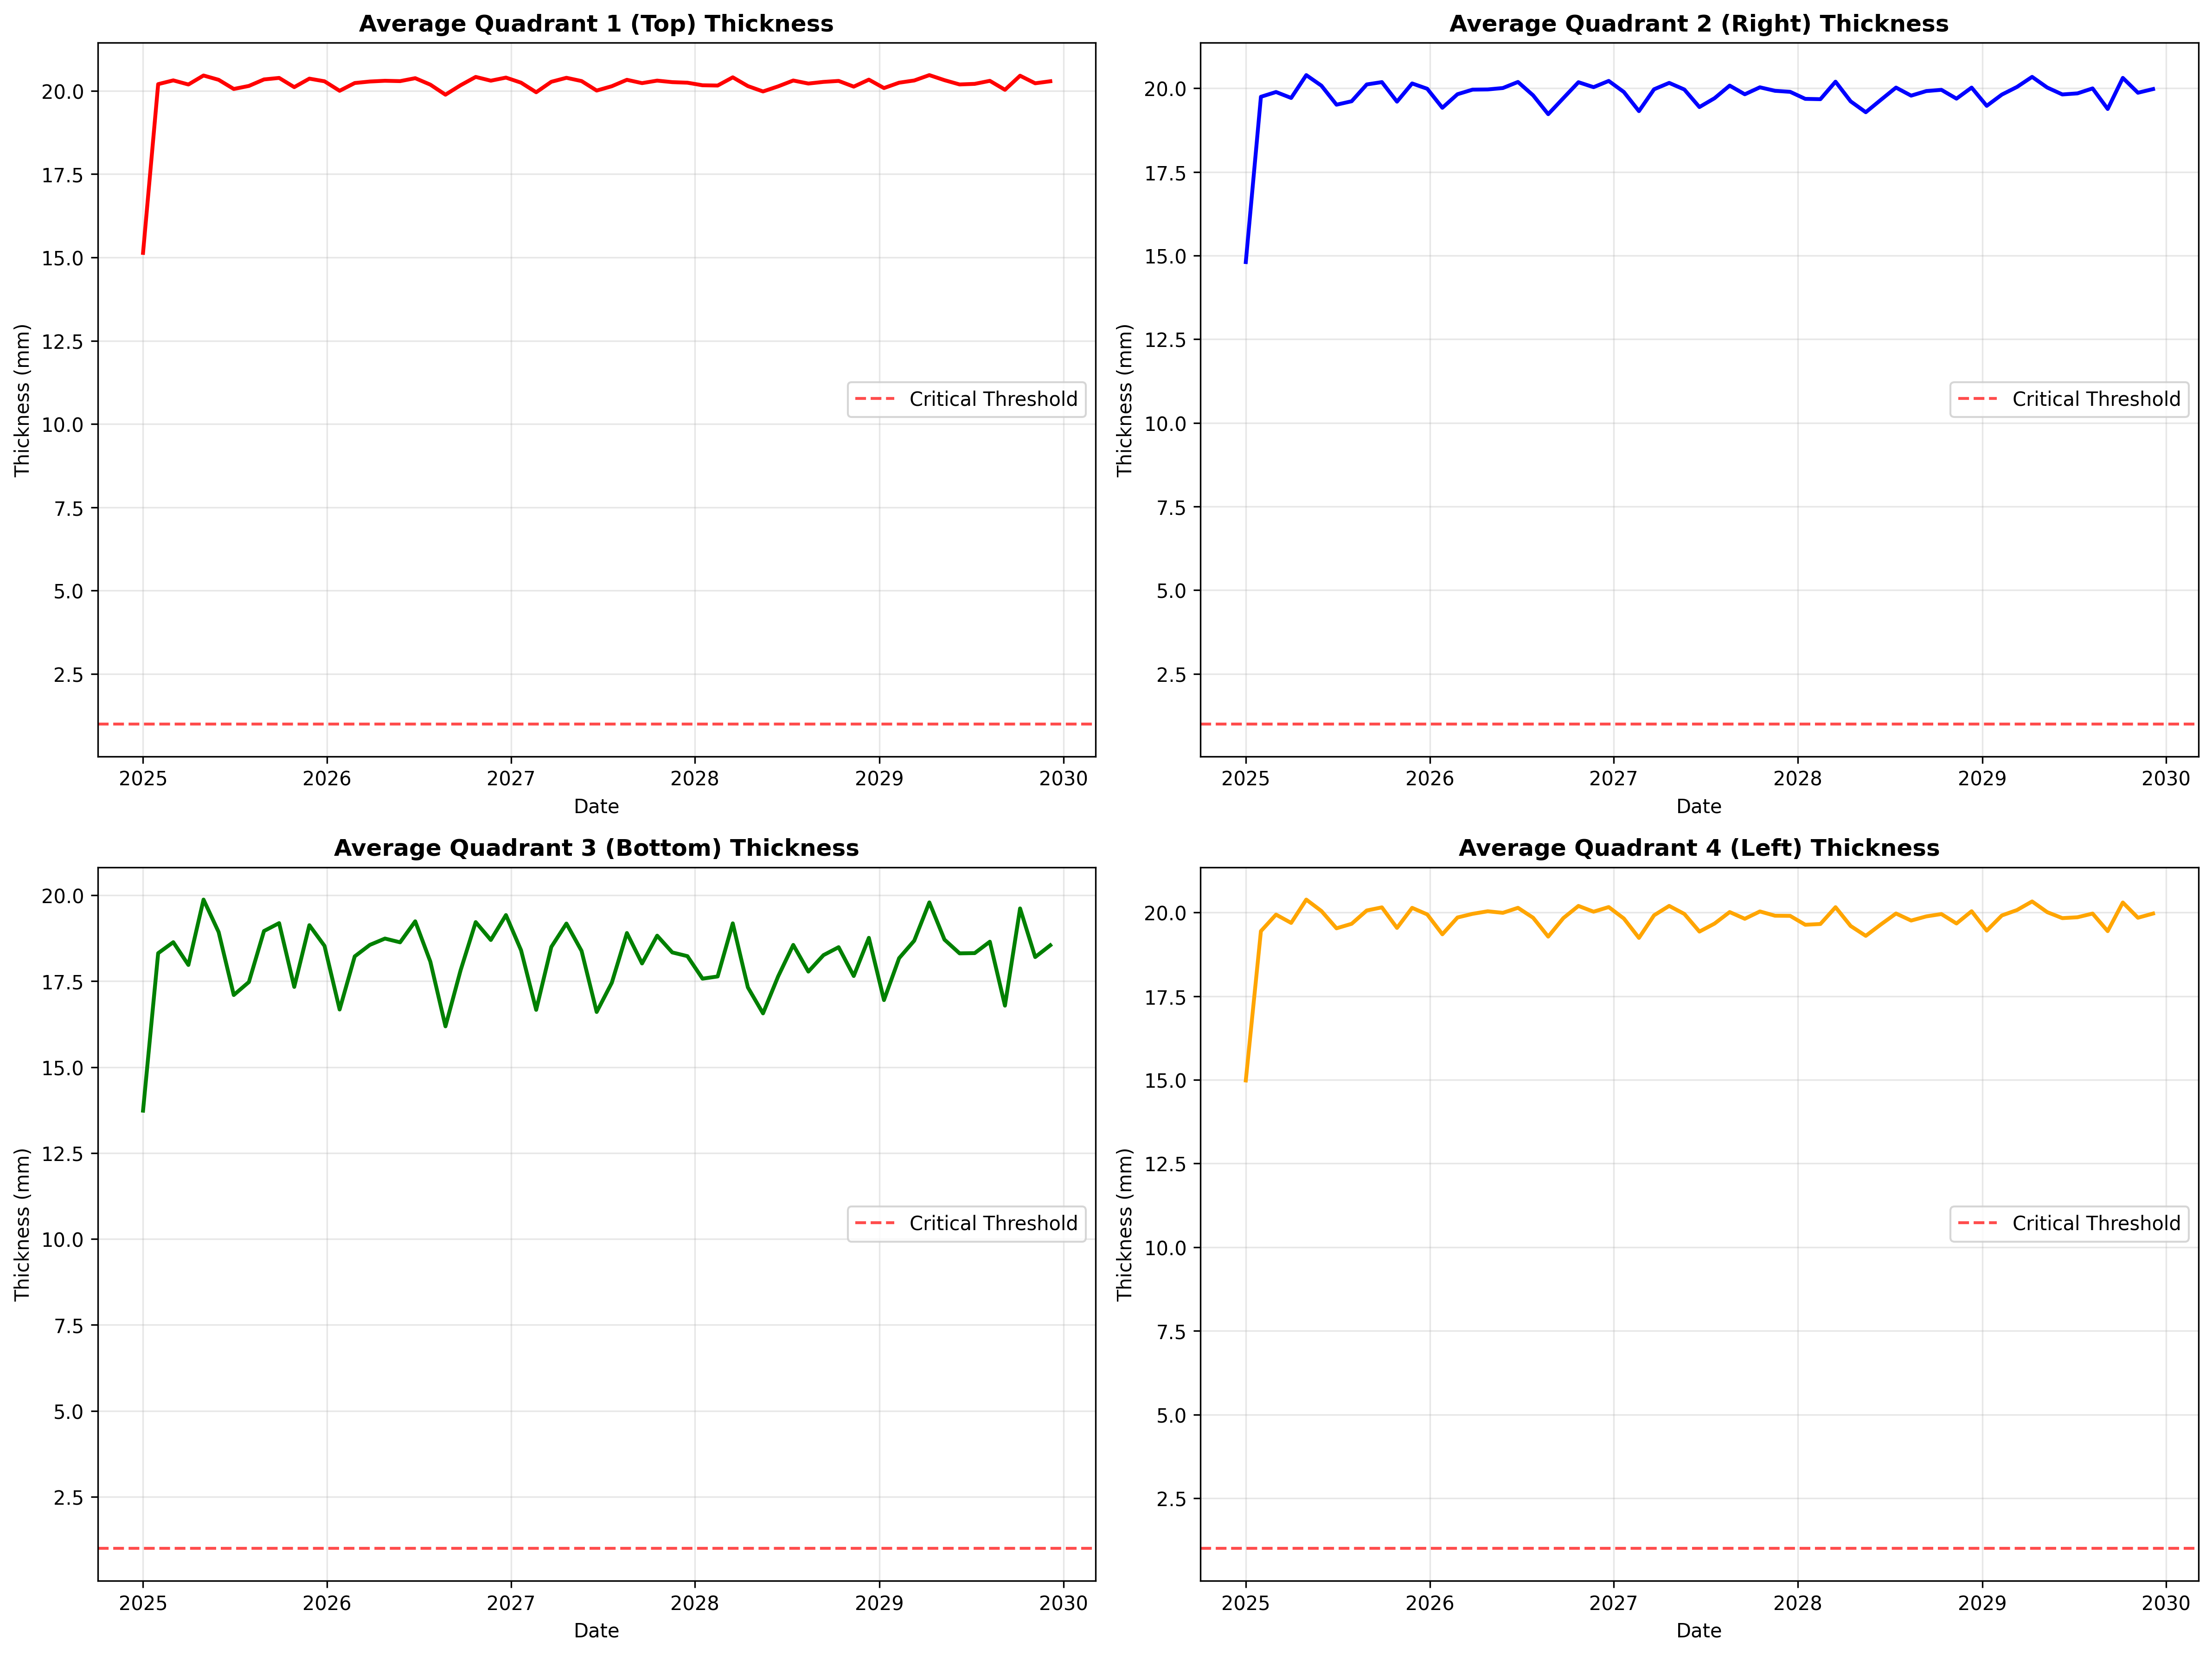 Average Quadrant 1 (Top) Thickness
Thickness (mm)
20.0
17.5
15.0
12.5
10.0
7.5
5.0
2.5
Critical Threshold
2025 2026 2027 2028 2029 2030
Date
Average Quadrant 2 (Right) Thickness
Thickness (mm)
20.0
17.5
15.0
12.5
10.0
7.5
5.0
2.5
Critical Threshold
2025 2026 2027 2028 2029 2030
Date
Average Quadrant 3 (Bottom) Thickness
Thickness (mm)
20.0
17.5
15.0
12.5
10.0
7.5
5.0
2.5
Critical Threshold
2025 2026 2027 2028 2029 2030
Date
Average Quadrant 4 (Left) Thickness
Thickness (mm)
20.0
17.5
15.0
12.5
10.0
7.5
5.0
2.5
Critical Threshold
2025 2026 2027 2028 2029 2030
Date